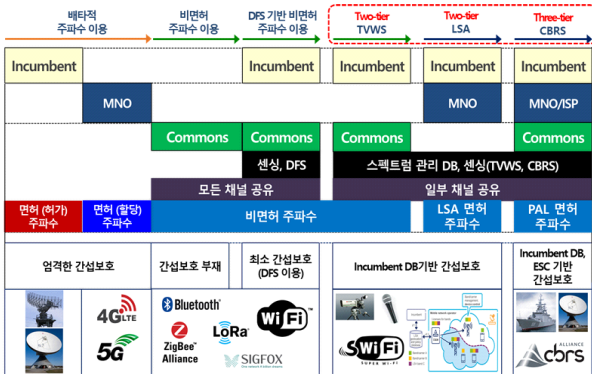 배타적
주파수 이용
비면허
주파수 이용
DFS 기반 비면허
주파수 이용
Two-tier
TVWS
Two-tier
LSA
Three-tier
CBRS
Incumbent
Incumbent
Incumbent
Incumbent
Incumbent
MNO
MNO
MNO/ISP
Commons
Commons
Commons
Commons
센싱, DFS
스펙트럼 관리 DB, 센싱(TVWS, CBRS)
모든 채널 공유
일부 채널 공유
면허 (허가)
주파수
면허 (할당)
주파수
비면허 주파수
LSA 면허
주파수
PAL 면허
주파수
엄격한 간섭보호
간섭보호 부재
최소 간섭보호
(DFS 이용)
Incumbent DB기반 간섭보호
Incumbent DB,
ESC 기반
간섭보호
4G LTE
5G
Bluetooth
ZigBee
Alliance
LoRa
WiFi
SIGFOX
SWiFi
SUPER WI-FI
ALLIANCE
cbrs